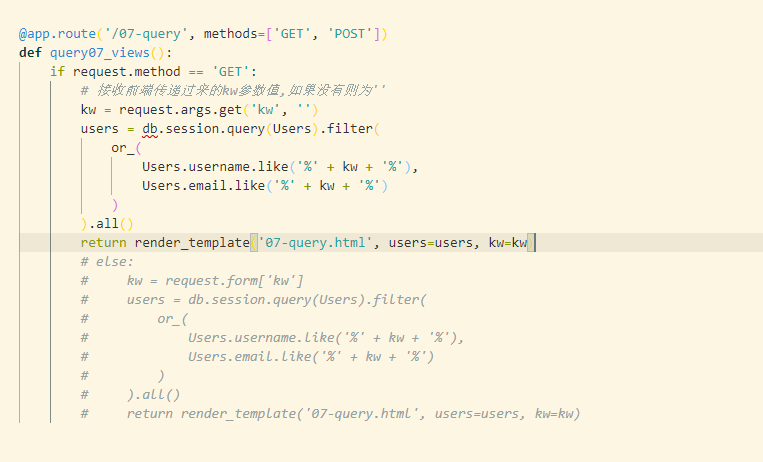 @app.route('/07-query', methods=['GET', 'POST'])
def query07_views():
    if request.method == 'GET':
        # 接收前端传递过来的kw参数值,如果没有则为''
        kw = request.args.get('kw', '')
        users = db.session.query(Users).filter(
            or_(
                Users.username.like('%' + kw + '%'),
                Users.email.like('%' + kw + '%')
            )
        ).all()
        return render_template('07-query.html', users=users, kw=kw)
        # else:
        #     kw = request.form['kw']
        #     users = db.session.query(Users).filter(
        #         or_(
        #             Users.username.like('%' + kw + '%'),
        #             Users.email.like('%' + kw + '%')
        #         )
        #     ).all()
        #     return render_template('07-query.html', users=users, kw=kw)